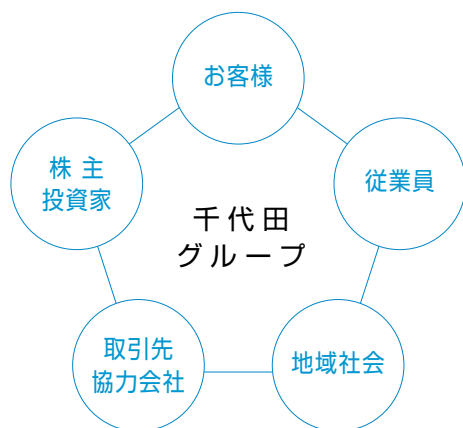 お客様
株主
投資家
従業員
千代田
グループ
取引先
協力会社
地域社会